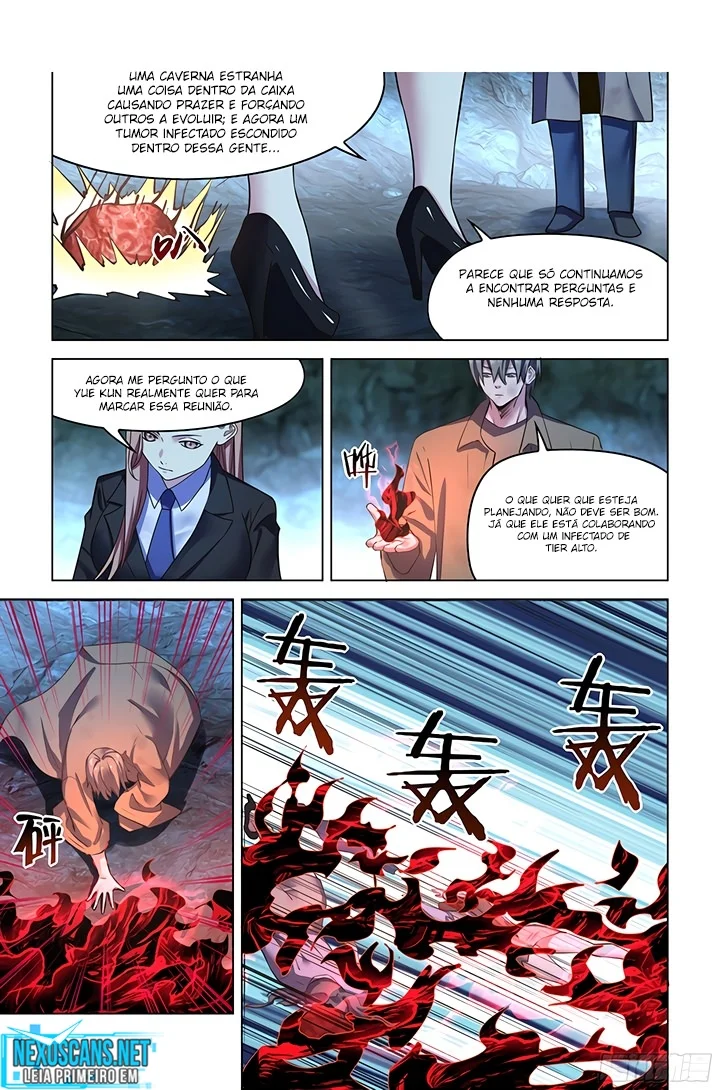 UMA CAVERNA ESTRANHA
UMA COISA DENTRO DA CAIXA
CAUSANDO PRAZER E FORÇANDO
OUTROS A EVOLUIR; E AGORA UM
TUMOR INFECTADO ESCONDIDO
DENTRO DESSA GENTE...
叮
PARECE QUE SÓ CONTINUAMOS
A ENCONTRAR PERGUNTAS E
NENHUMA RESPOSTA.
AGORA ME PERGUNTO O QUE
YUE KUN REALMENTE QUER PARA
MARCAR ESSA REUNIÃO.
哗
O QUE QUER QUE ESTEJA
PLANEJANDO, NÃO DEVE SER BOM.
JÁ QUE ELE ESTÁ COLABORANDO
COM UM INFECTADO DE
TIER ALTO.
砰
轰
轰
轰
NEXOSCANS.NET
LEIA PRIMEIRO EM